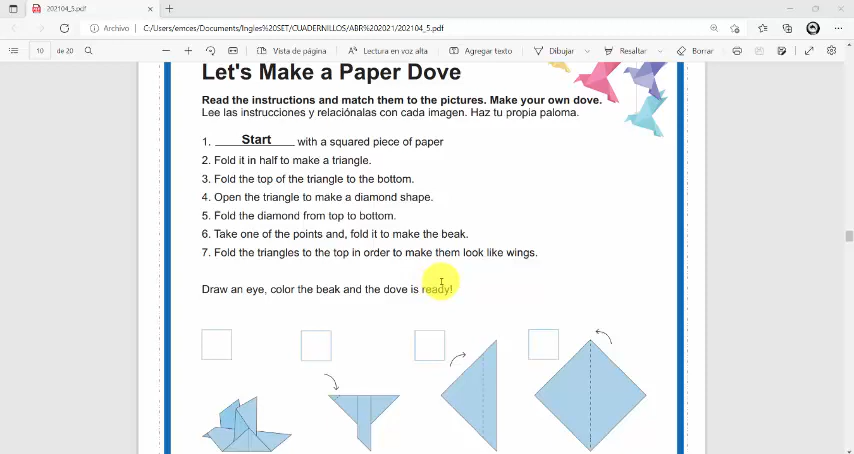 202104_5.pdf
Archivo
C:/Users/emces/Documents/Ingles%20SET/CUADERNILLOS/ABR%202021/202104_5.pdf
10 de 20
Vista de página
Lectura en voz alta
Agregar texto
Dibujar
Resaltar
Borrar
Let's Make a Paper Dove
Read the instructions and match them to the pictures. Make your own dove.
Lee las instrucciones y relaciónalas con cada imagen. Haz tu propia paloma.
1. Start with a squared piece of paper
2. Fold it in half to make a triangle.
3. Fold the top of the triangle to the bottom.
4. Open the triangle to make a diamond shape.
5. Fold the diamond from top to bottom.
6. Take one of the points and, fold it to make the beak.
7. Fold the triangles to the top in order to make them look like wings.
Draw an eye, color the beak and the dove is ready!